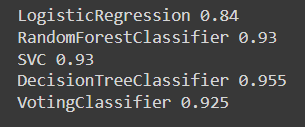 LogisticRegression 0.84
RandomForestClassifier 0.93
SVC 0.93
DecisionTreeClassifier 0.955
VotingClassifier 0.925